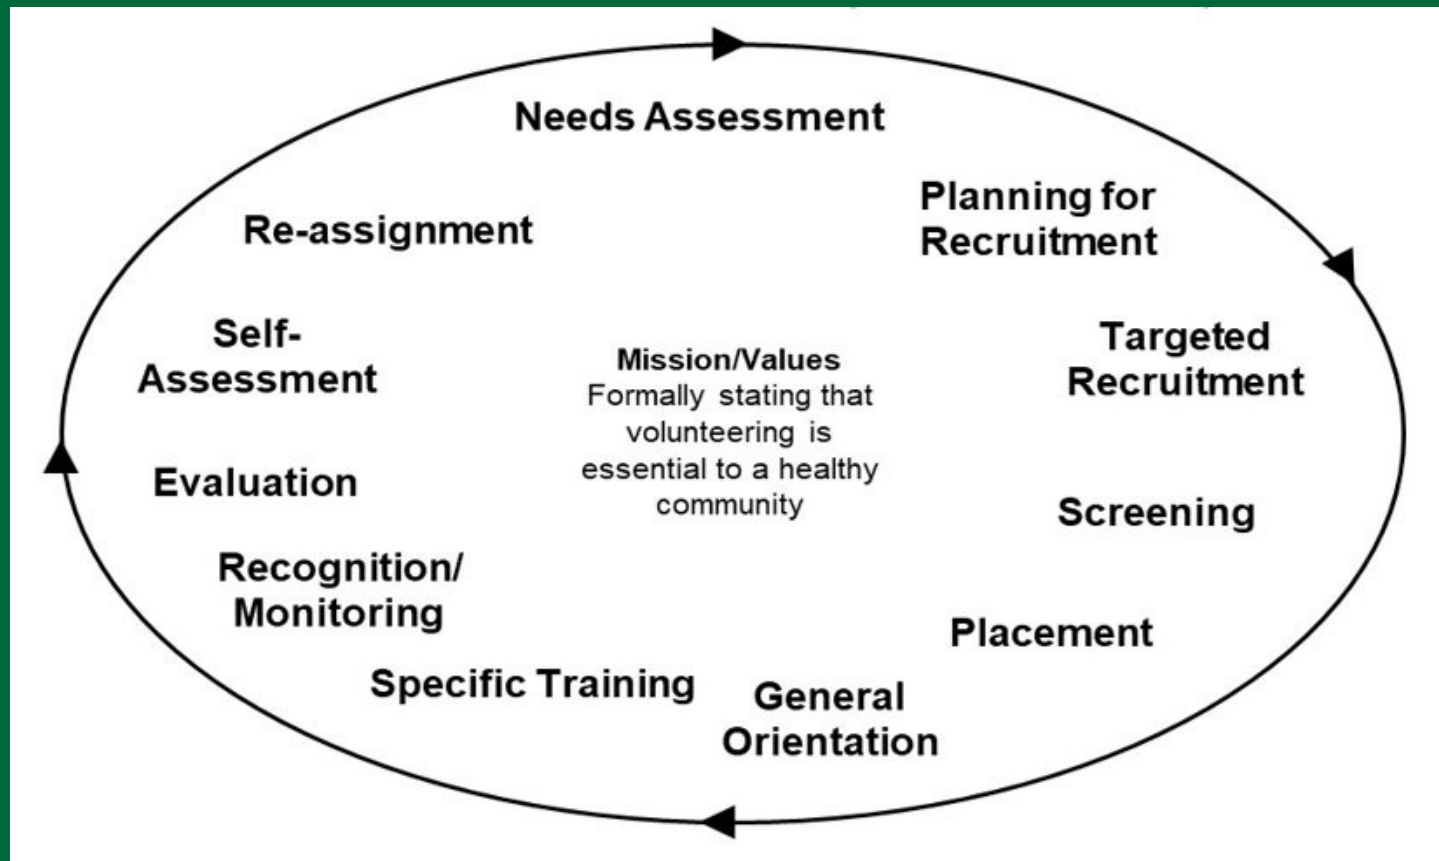 Needs Assessment
Planning for
Recruitment
Targeted
Recruitment
Screening
Placement
General
Orientation
Specific Training
Recognition/
Monitoring
Evaluation
Self-
Assessment
Re-assignment
Mission/Values
Formally stating that
volunteering is
essential to a healthy
community